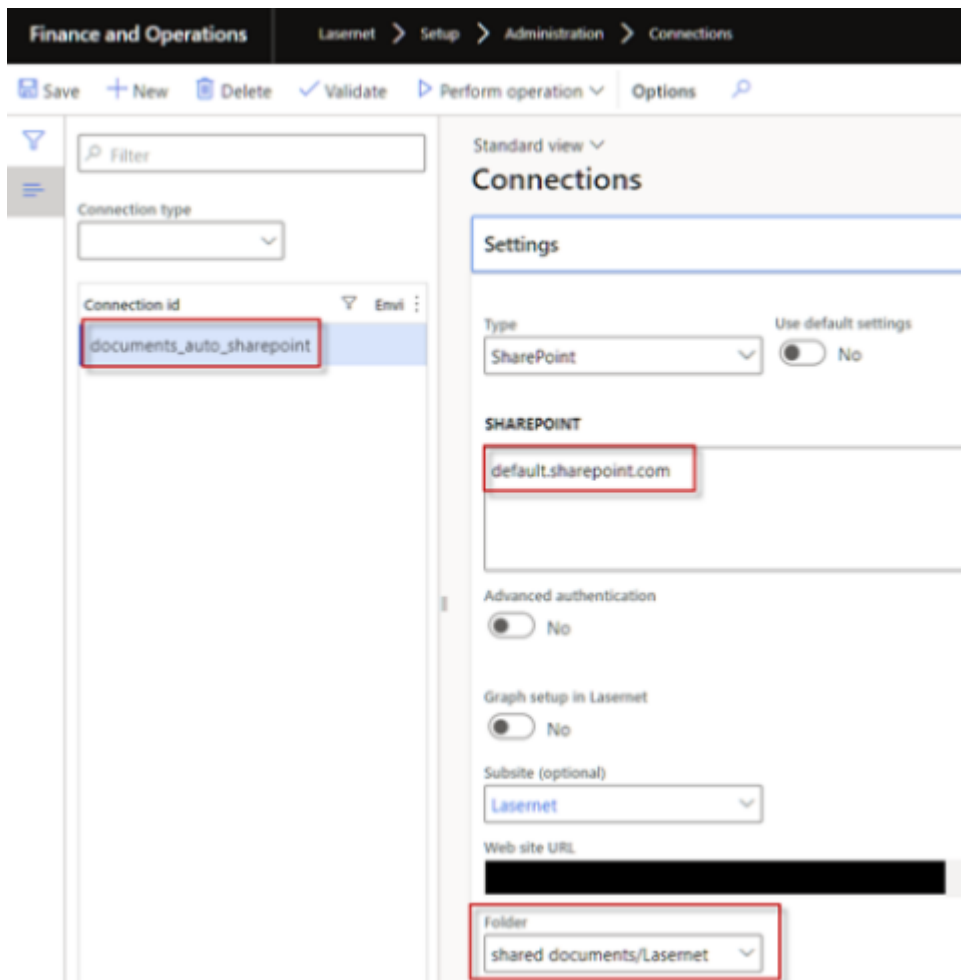 Finance and Operations Lasernet > Setup > Administration > Connections
Save + New Delete Validate Perform operation Options
Filter
Connection type
Connection id Envi
documents_auto_sharepoint
Standard view
Connections
Settings
Type
SharePoint
Use default settings
No
SHAREPOINT
default.sharepoint.com
Advanced authentication
No
Graph setup in Lasernet
No
Subsite (optional)
Lasernet
Web site URL
Folder
shared documents/Lasernet